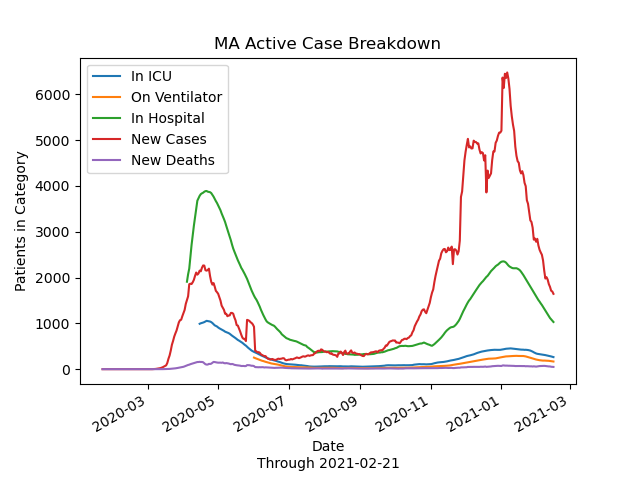 MA Active Case Breakdown
In ICU
On Ventilator
In Hospital
New Cases
New Deaths
Patients in Category
6000
5000
4000
3000
2000
1000
0
2020-03
2020-05
2020-07
2020-09
2020-11
2021-01
2021-03
Date
Through 2021-02-21